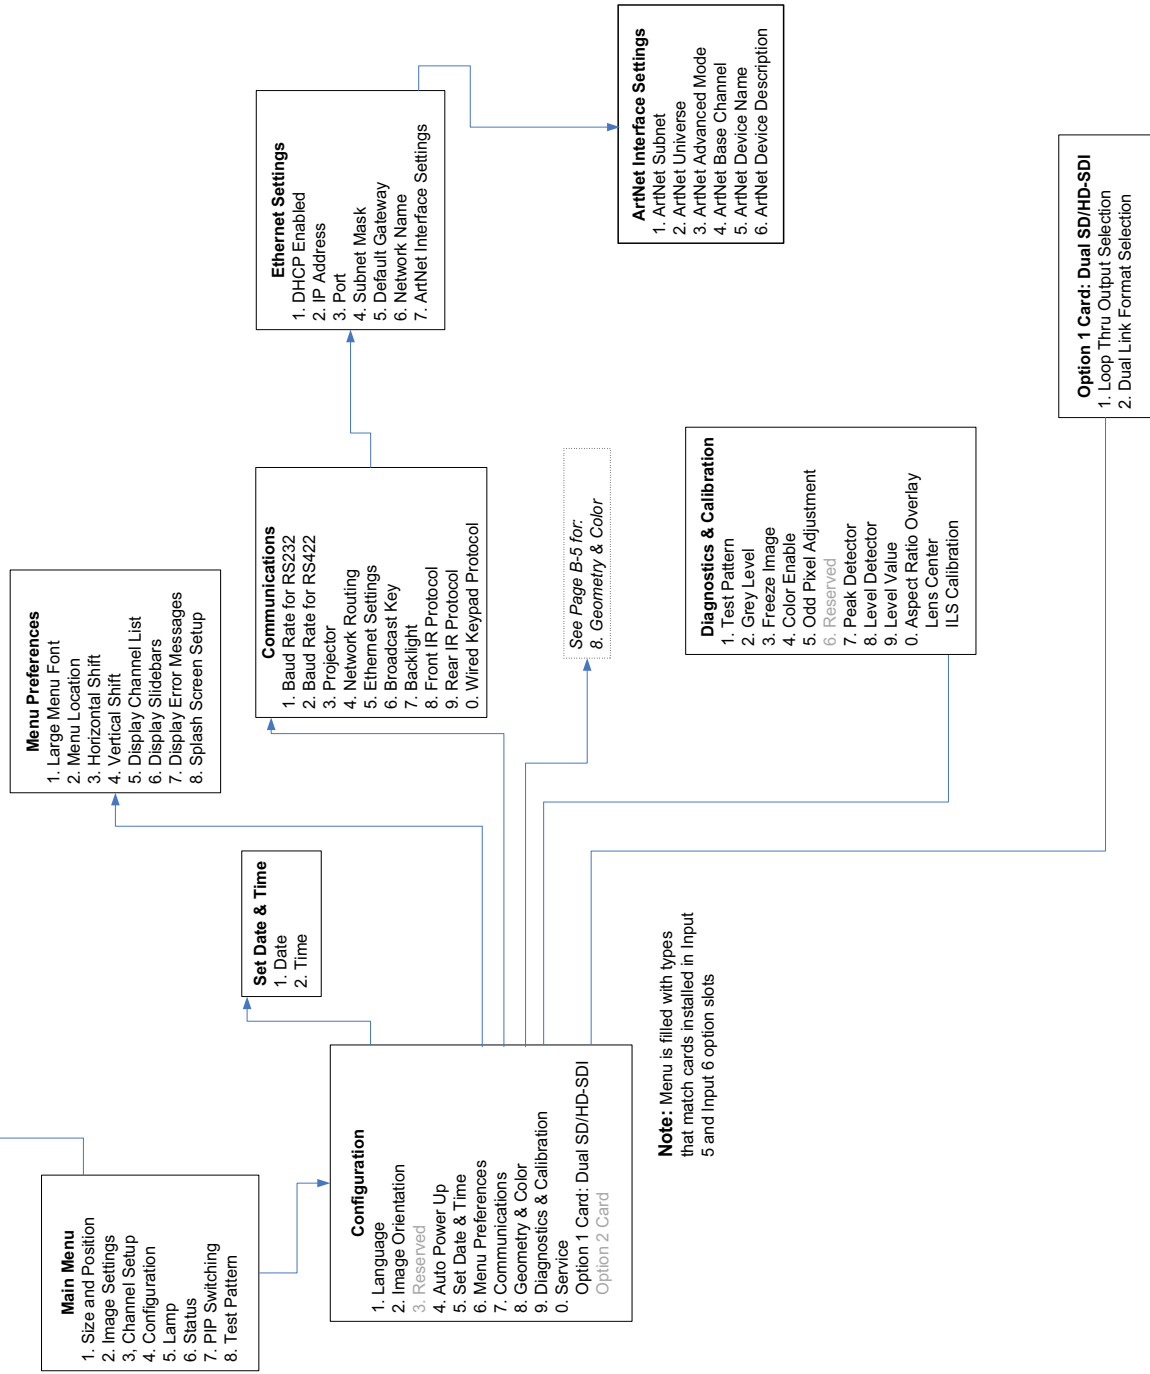 Main Menu
1. Size and Position
2. Image Settings
3, Channel Setup
4. Configuration
5. Lamp
6. Status
7. PIP Switching
8. Test Pattern
Configuration
1. Language
2. Image Orientation
3. Reserved
4. Auto Power Up
5. Set Date & Time
6. Menu Preferences
7. Communications
8. Geometry & Color
9. Diagnostics & Calibration
0. Service
Option 1 Card: Dual SD/HD-SDI
Option 2 Card
Note: Menu is filled with types
that match cards installed in Input
5 and Input 6 option slots
Set Date & Time
1. Date
2. Time
Menu Preferences
1. Large Menu Font
2. Menu Location
3. Horizontal Shift
4. Vertical Shift
5. Display Channel List
6. Display Slidebars
7. Display Error Messages
8. Splash Screen Setup
Communications
1. Baud Rate for RS232
2. Baud Rate for RS422
3. Projector
4. Network Routing
5. Ethernet Settings
6. Broadcast Key
7. Backlight
8. Front IR Protocol
9. Rear IR Protocol
0. Wired Keypad Protocol
See Page B-5 for:
8. Geometry & Color
Diagnostics & Calibration
1. Test Pattern
2. Grey Level
3. Freeze Image
4. Color Enable
5. Odd Pixel Adjustment
6. Reserved
7. Peak Detector
8. Level Detector
9. Level Value
0. Aspect Ratio Overlay
Lens Center
ILS Calibration
Ethernet Settings
1. DHCP Enabled
2. IP Address
3. Port
4. Subnet Mask
5. Default Gateway
6. Network Name
7. ArtNet Interface Settings
ArtNet Interface Settings
1. ArtNet Subnet
2. ArtNet Universe
3. ArtNet Advanced Mode
4. ArtNet Base Channel
5. ArtNet Device Name
6. ArtNet Device Description
Option 1 Card: Dual SD/HD-SDI
1. Loop Thru Output Selection
2. Dual Link Format Selection